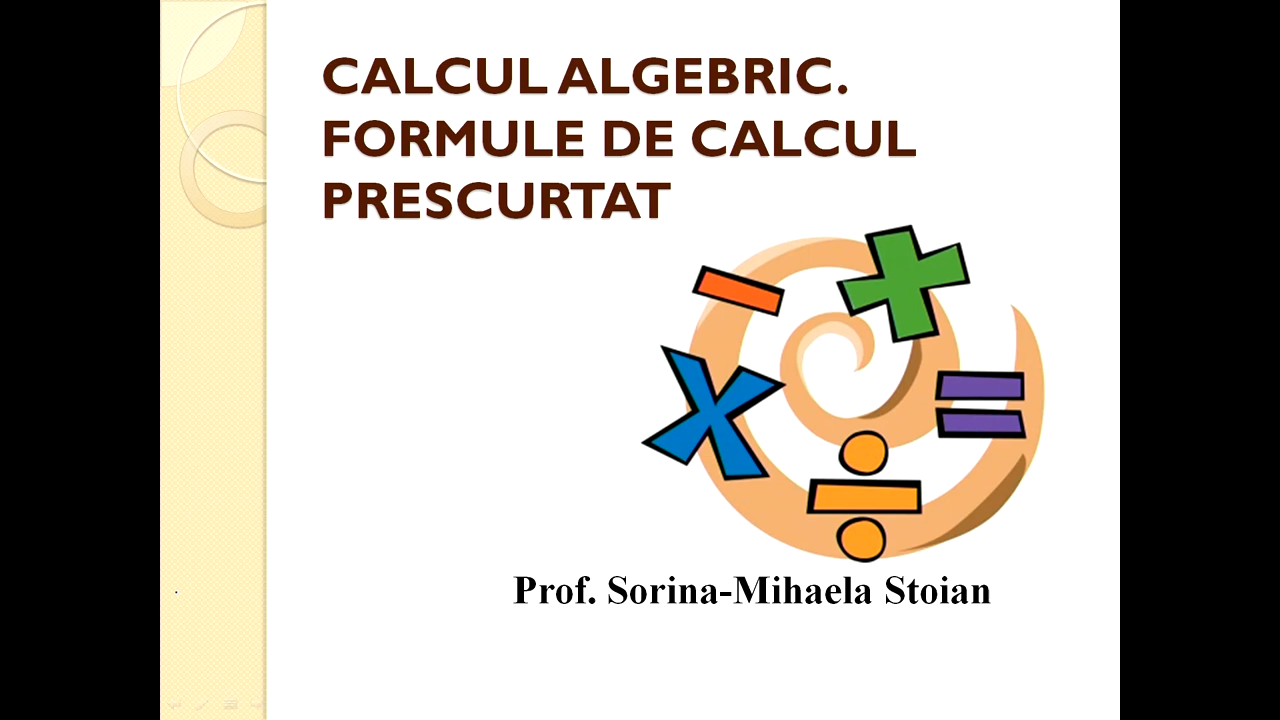 CALCUL ALGEBRIC.
FORMULE DE CALCUL
PRESCURTAT
Prof. Sorina-Mihaela Stoian